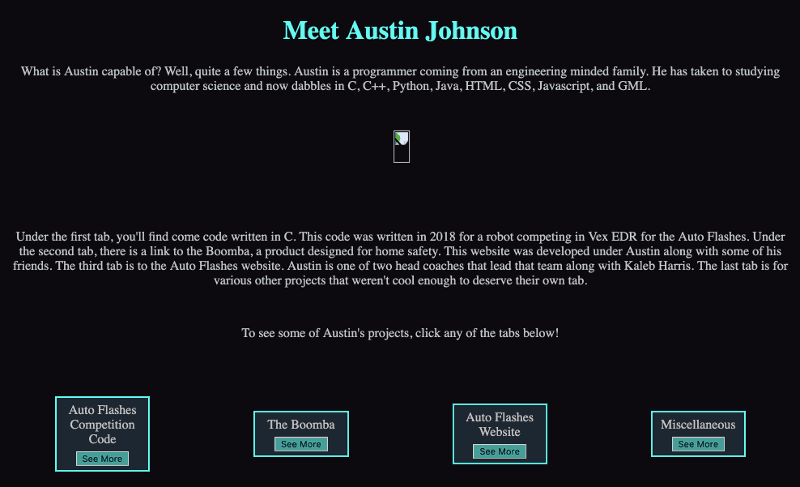 Meet Austin Johnson
What is Austin capable of? Well, quite a few things. Austin is a programmer coming from an engineering minded family. He has taken to studying
computer science and now dabbles in C, C++, Python, Java, HTML, CSS, Javascript, and GML.
Under the first tab, you'll find come code written in C. This code was written in 2018 for a robot competing in Vex EDR for the Auto Flashes. Under
the second tab, there is a link to the Boomba, a product designed for home safety. This website was developed under Austin along with some of his
friends. The third tab is to the Auto Flashes website. Austin is one of two head coaches that lead that team along with Kaleb Harris. The last tab is for
various other projects that weren't cool enough to deserve their own tab.
To see some of Austin's projects, click any of the tabs below!
Auto Flashes
Competition
Code
See More
The Boomba
See More
Auto Flashes
Website
See More
Miscellaneous
See More